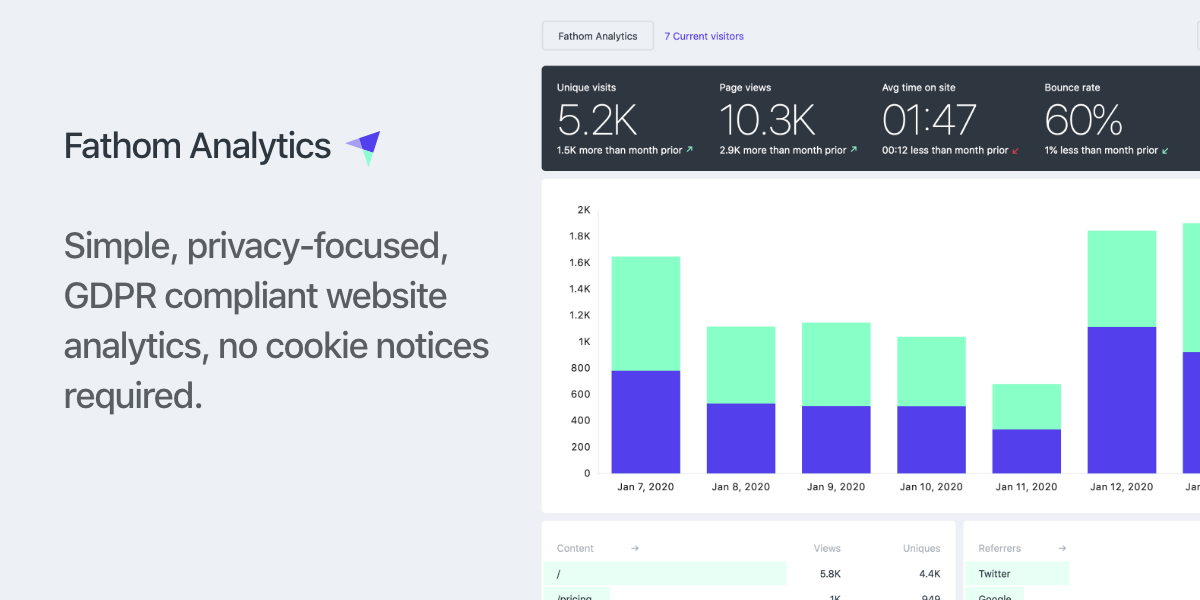 Fathom Analytics
Simple, privacy-focused,
GDPR compliant website
analytics, no cookie notices
required.
Fathom Analytics
7 Current visitors
Unique visits
5.2K
1.5K more than month prior ↗
Page views
10.3K
2.9K more than month prior ↗
Avg time on site
01:47
00:12 less than month prior ↙
Bounce rate
60%
1% less than month prior ↙
2K
1.8K
1.6K
1.4K
1.2K
1K
800
600
400
200
0
Jan 7, 2020
Jan 8, 2020
Jan 9, 2020
Jan 10, 2020
Jan 11, 2020
Jan 12, 2020
Content → Views Uniques
/ 5.8K 4.4K
/pricing 1K 949
Referrers →
Twitter
Google